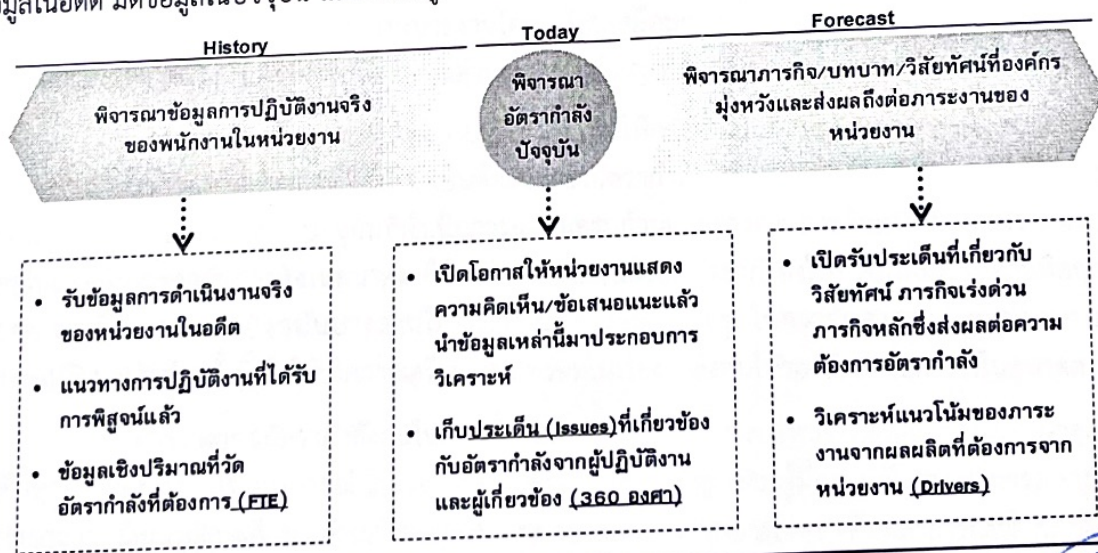 History
Today
Forecast
พิจารณาข้อมูลการปฏิบัติงานจริง
ของพนักงานในหน่วยงาน
พิจารณา
อัตรากำลัง
ปัจจุบัน
พิจารณาภารกิจ/บทบาท/วิสัยทัศน์ที่องค์กร
มุ่งหวังและส่งผลถึงต่อภาระงานของ
หน่วยงาน
• รับข้อมูลการดำเนินงานจริง
ของหน่วยงานในอดีต
• แนวทางการปฏิบัติงานที่ได้รับ
การพิสูจน์แล้ว
• ข้อมูลเชิงปริมาณที่วัด
อัตรากำลังที่ต้องการ (FTE)
• เปิดโอกาสให้หน่วยงานแสดง
ความคิดเห็น/ข้อเสนอแนะแล้ว
นำข้อมูลเหล่านี้มาประกอบการ
วิเคราะห์
• เก็บประเด็น (Issues)ที่เกี่ยวข้อง
กับอัตรากำลังจากผู้ปฏิบัติงาน
และผู้เกี่ยวข้อง (360 องศา)
• เปิดรับประเด็นที่เกี่ยวกับ
วิสัยทัศน์ ภารกิจเร่งด่วน
ภารกิจหลักซึ่งส่งผลต่อความ
ต้องการอัตรากำลัง
• วิเคราะห์แนวโน้มของภาระ
งานจากผลผลิตที่ต้องการจาก
หน่วยงาน (Drivers)